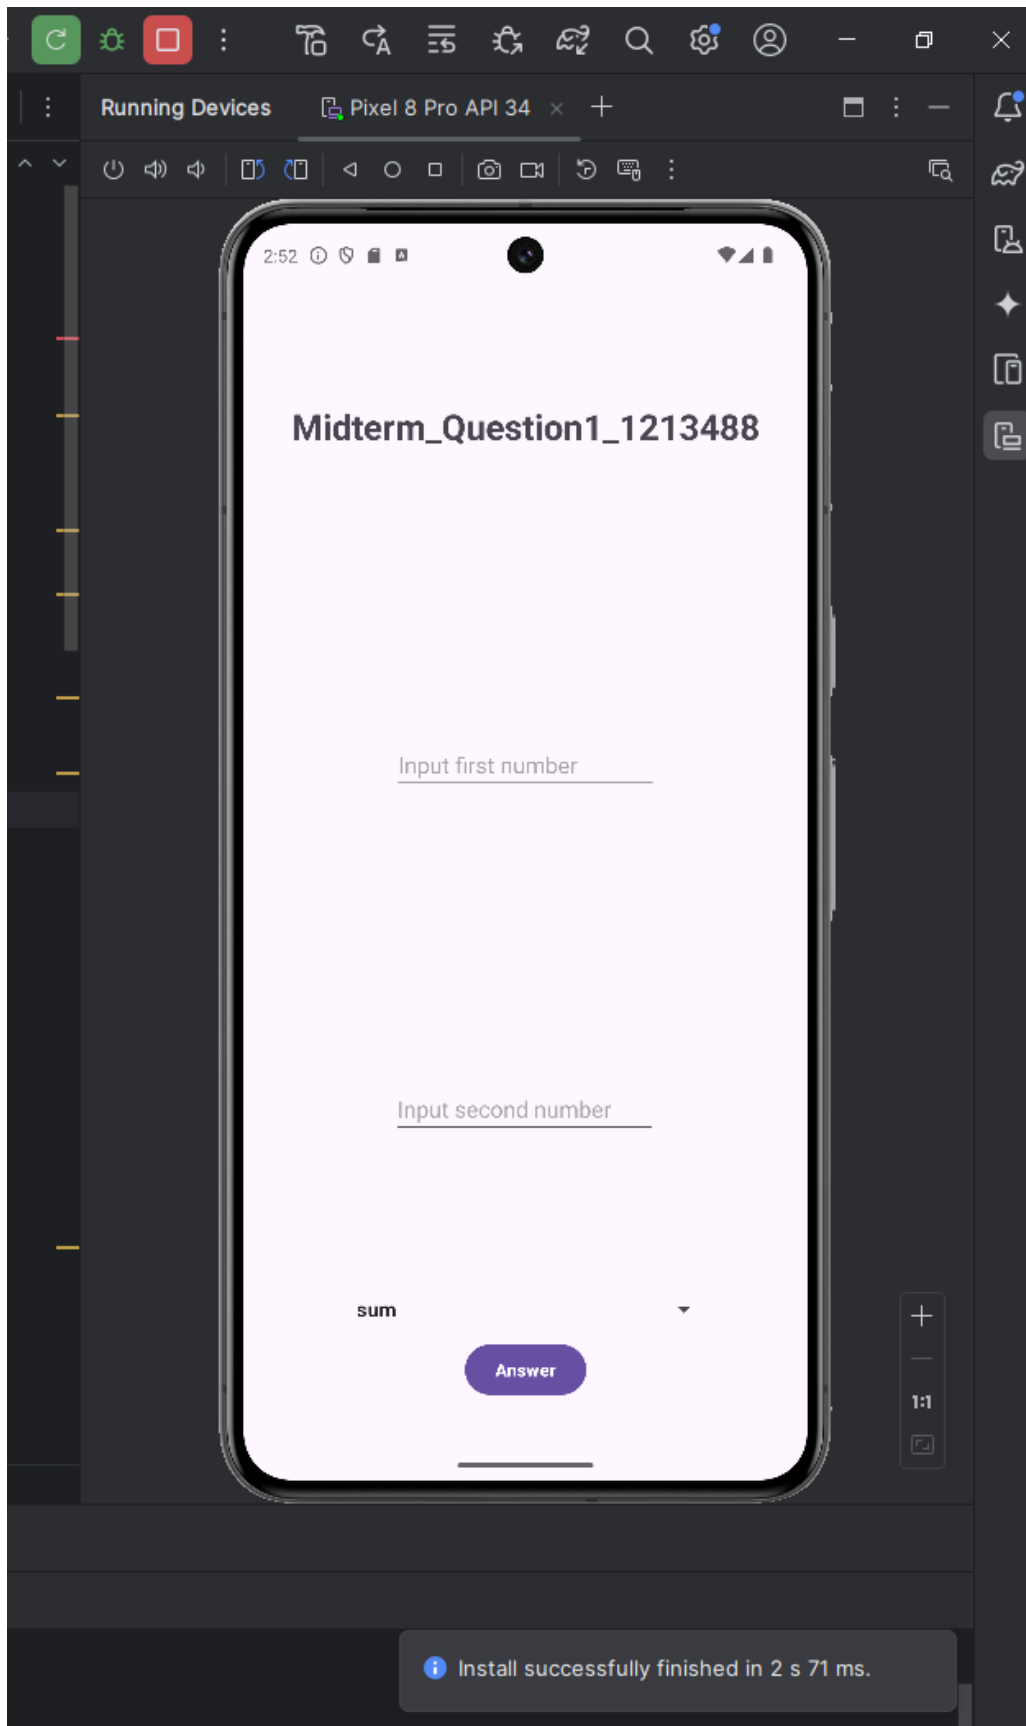 Running Devices
Pixel 8 Pro API 34
2:52
Midterm_Question1_1213488
Input first number
Input second number
sum
Answer
1:1
Install successfully finished in 2 s 71 ms.